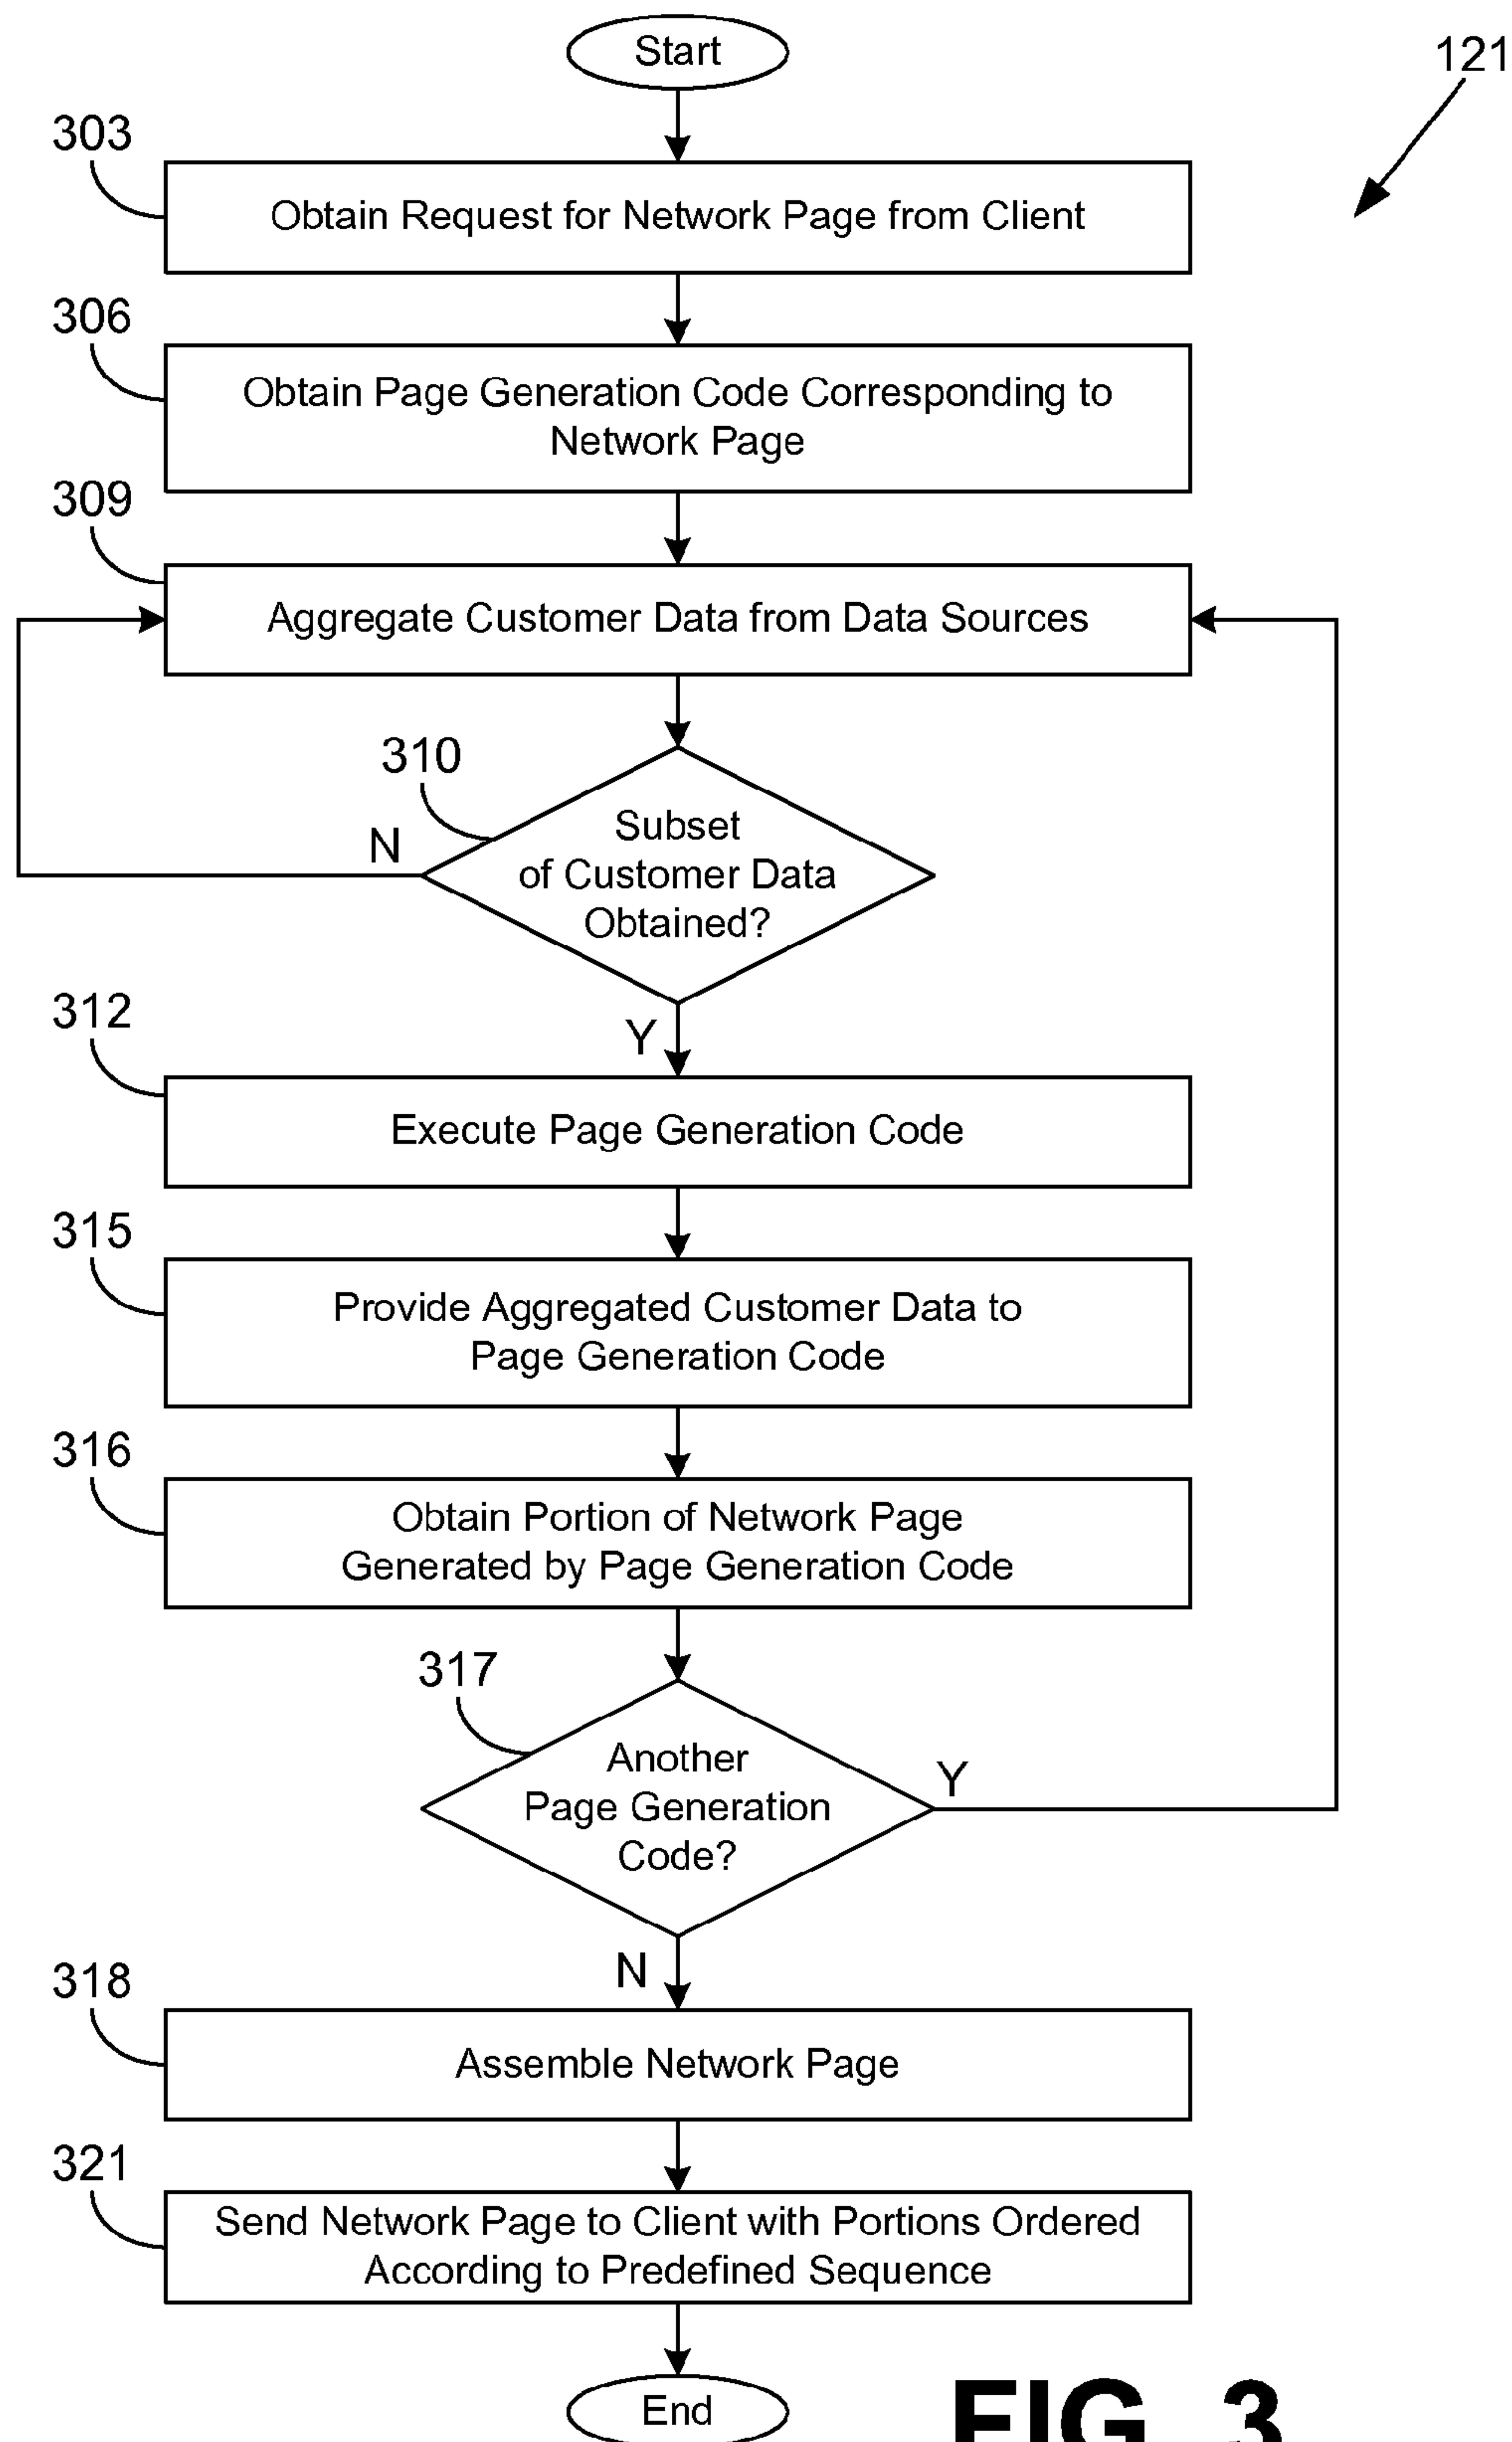 Start
121
303
Obtain Request for Network Page from Client
306
Obtain Page Generation Code Corresponding to
Network Page
309
Aggregate Customer Data from Data Sources
310
Subset
of Customer Data
Obtained?
N
Y
312
Execute Page Generation Code
315
Provide Aggregated Customer Data to
Page Generation Code
316
Obtain Portion of Network Page
Generated by Page Generation Code
317
Another
Page Generation
Code?
Y
N
318
Assemble Network Page
321
Send Network Page to Client with Portions Ordered
According to Predefined Sequence
End
FIG. 3